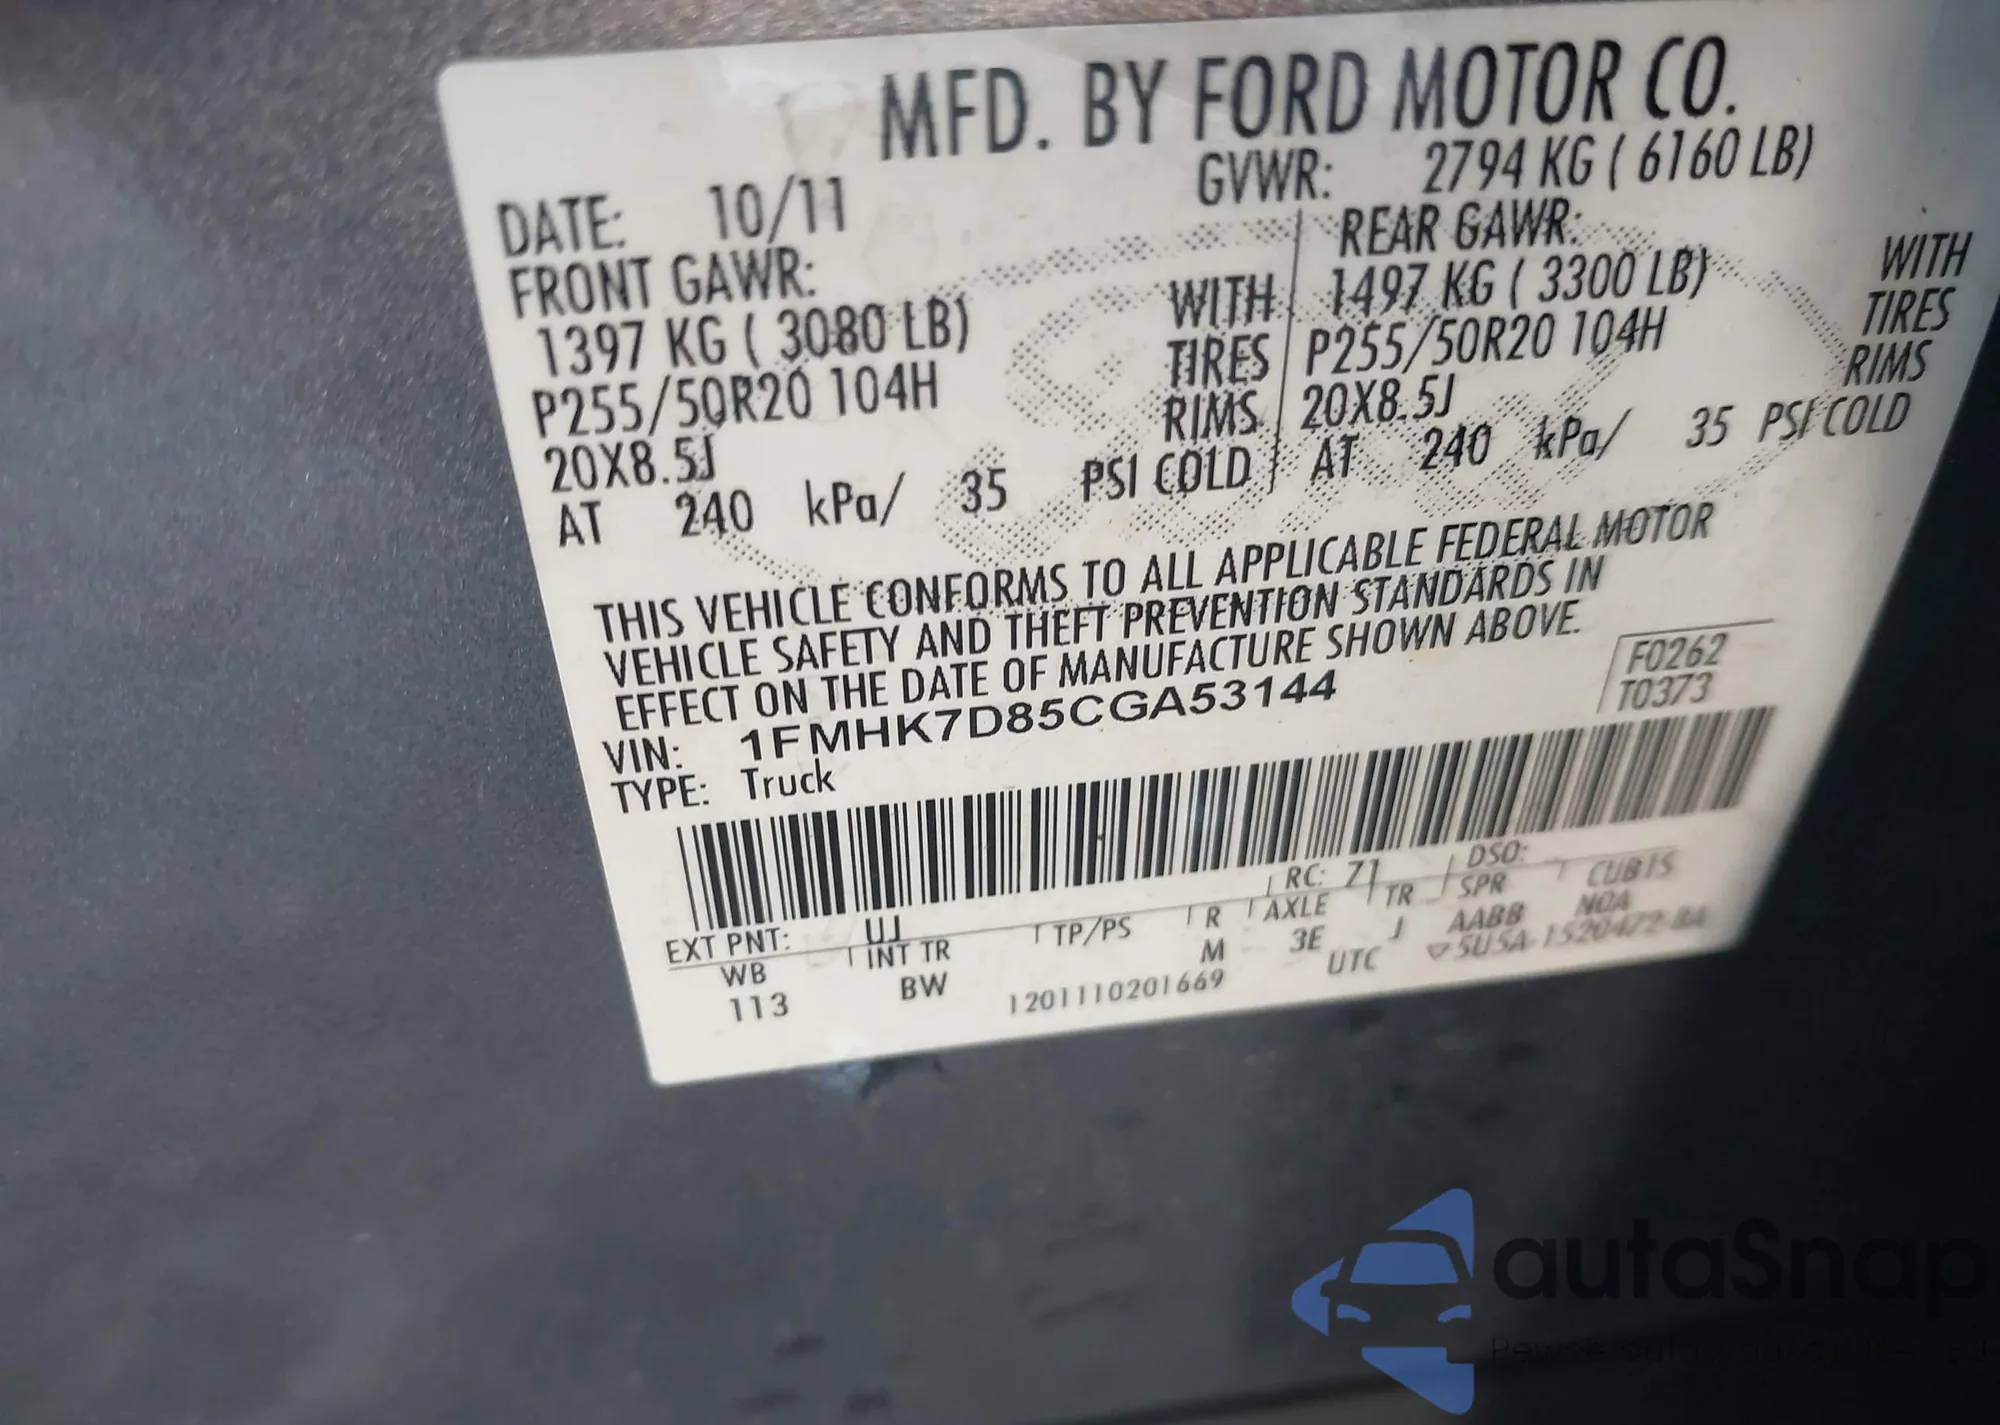 MFD. BY FORD MOTOR CO.
DATE: 10/11
GVWR: 2794 KG ( 6160 LB)
FRONT GAWR:
1397 KG ( 3080 LB)
P255/50R20 104H
20X8.5J
AT 240 kPa/ 35 PSI COLD
WITH
TIRES
RIMS
REAR GAWR:
1497 KG ( 3300 LB)
P255/50R20 104H
20X8.5J
AT 240 kPa/ 35 PSI COLD
WITH
TIRES
RIMS
THIS VEHICLE CONFORMS TO ALL APPLICABLE FEDERAL MOTOR
VEHICLE SAFETY AND THEFT PREVENTION STANDARDS IN
EFFECT ON THE DATE OF MANUFACTURE SHOWN ABOVE.
VIN: 1FMHK7D85CGA53144
TYPE: Truck
F0262
T0373
EXT PNT: UJ RC: 71 DSO:
WB INT TR TP/PS R AXLE TR SPR CUBTS
113 BW M 3E J AABB NOA
1201110201669 UTC ▽5U5A-1520472-BA
autaSnap